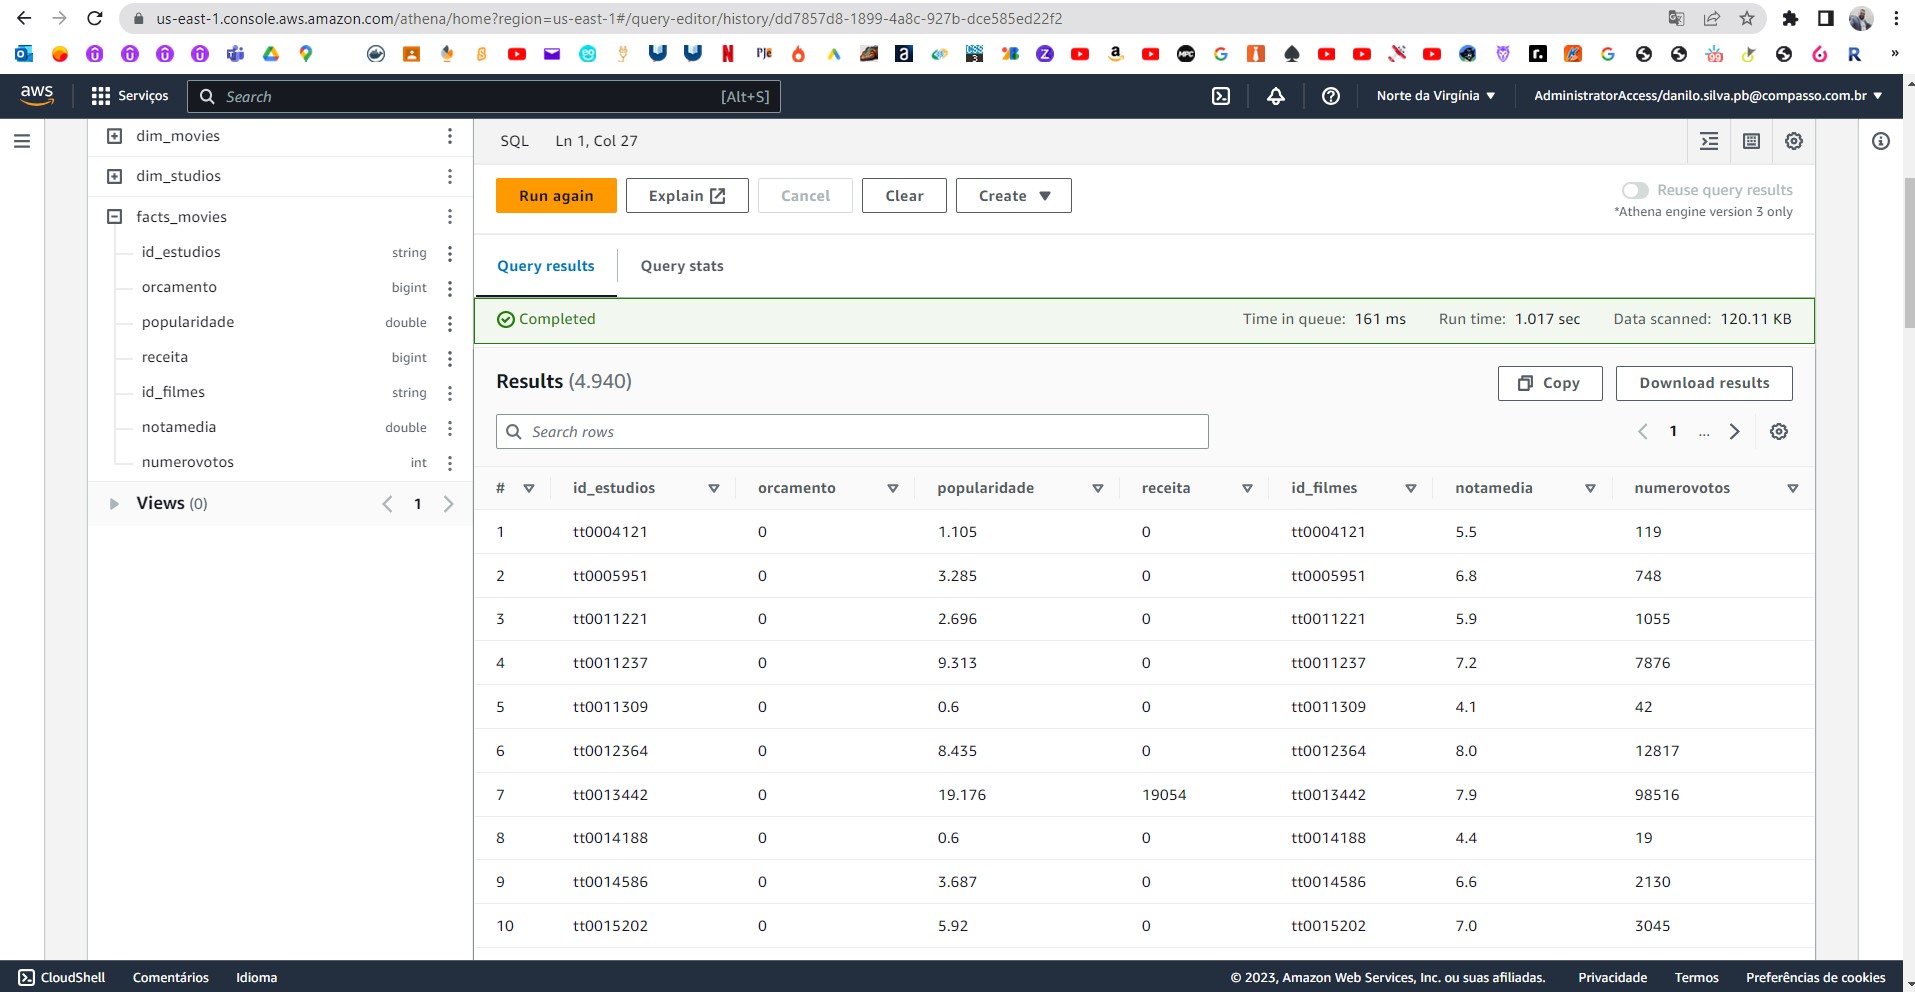 us-east-1.console.aws.amazon.com/athena/home?region=us-east-1#/query-editor/history/dd7857d8-1899-4a8c-927b-dce585ed22f2
aws Serviços Search [Alt+S] Norte da Virgínia AdministratorAccess/danilo.silva.pb@compasso.com.br
dim_movies
dim_studios
facts_movies
id_estudios string
orcamento bigint
popularidade double
receita bigint
id_filmes string
notamedia double
numerovotos int
Views (0) 1
SQL Ln 1, Col 27
Run again Explain Cancel Clear Create
Reuse query results
*Athena engine version 3 only
Query results Query stats
Completed Time in queue: 161 ms Run time: 1.017 sec Data scanned: 120.11 KB
Results (4.940) Copy Download results
Search rows 1 ...
# id_estudios orcamento popularidade receita id_filmes notamedia numerovotos
1 tt0004121 0 1.105 0 tt0004121 5.5 119
2 tt0005951 0 3.285 0 tt0005951 6.8 748
3 tt0011221 0 2.696 0 tt0011221 5.9 1055
4 tt0011237 0 9.313 0 tt0011237 7.2 7876
5 tt0011309 0 0.6 0 tt0011309 4.1 42
6 tt0012364 0 8.435 0 tt0012364 8.0 12817
7 tt0013442 0 19.176 19054 tt0013442 7.9 98516
8 tt0014188 0 0.6 0 tt0014188 4.4 19
9 tt0014586 0 3.687 0 tt0014586 6.6 2130
10 tt0015202 0 5.92 0 tt0015202 7.0 3045
CloudShell Comentários Idioma © 2023, Amazon Web Services, Inc. ou suas afiliadas. Privacidade Termos Preferências de cookies